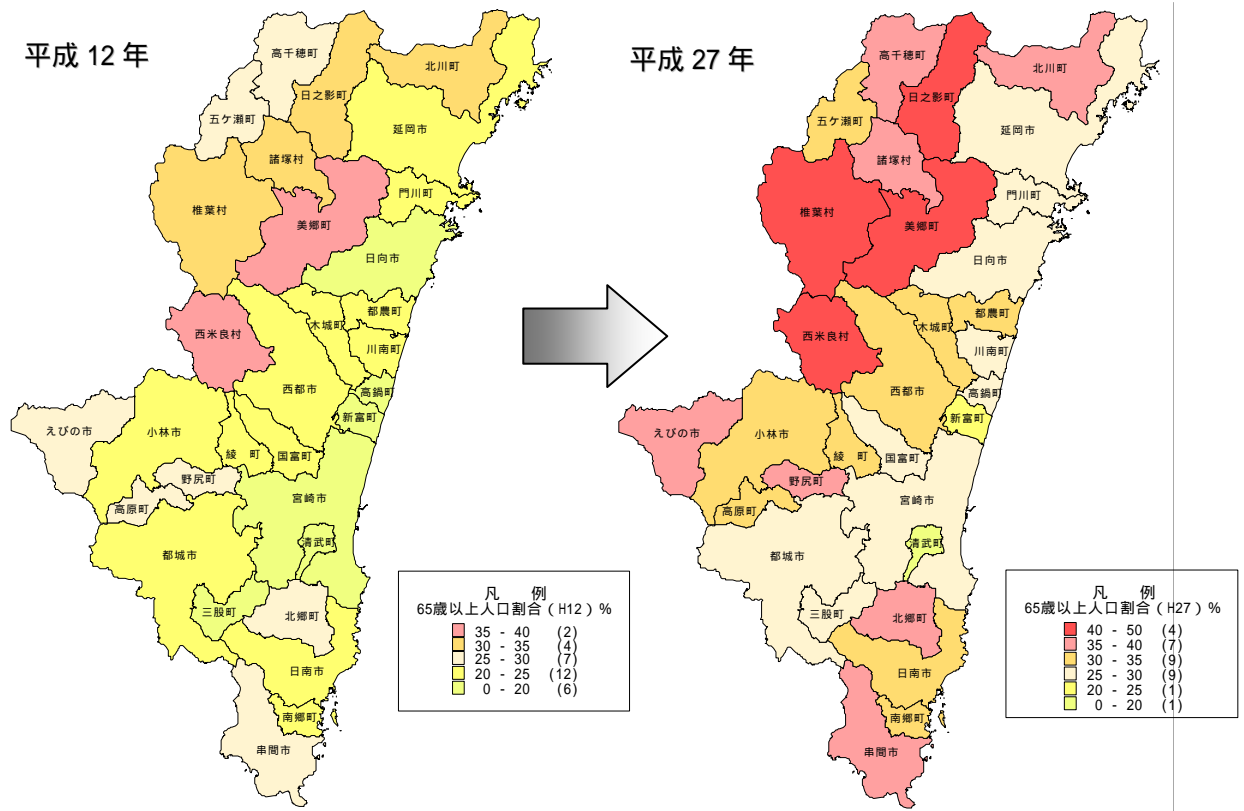 平成 12 年
高千穂町
北川町
日之影町
五ケ瀬町
延岡市
諸塚村
門川町
椎葉村
美郷町
日向市
都農町
木城町
西米良村
川南町
西都市
高鍋町
新富町
えびの市
小林市
綾 町
国富町
野尻町
宮崎市
高原町
清武町
都城市
三股町
北郷町
日南市
南郷町
串間市
凡 例
65歳以上人口割合（H12）%
35 - 40 (2)
30 - 35 (4)
25 - 30 (7)
20 - 25 (12)
0 - 20 (6)
平成 27 年
高千穂町
北川町
日之影町
五ケ瀬町
延岡市
諸塚村
門川町
椎葉村
美郷町
日向市
都農町
木城町
西米良村
川南町
西都市
高鍋町
新富町
えびの市
小林市
綾 町
国富町
野尻町
宮崎市
高原町
清武町
都城市
三股町
北郷町
日南市
南郷町
串間市
凡 例
65歳以上人口割合（H27）%
40 - 50 (4)
35 - 40 (7)
30 - 35 (9)
25 - 30 (9)
20 - 25 (1)
0 - 20 (1)